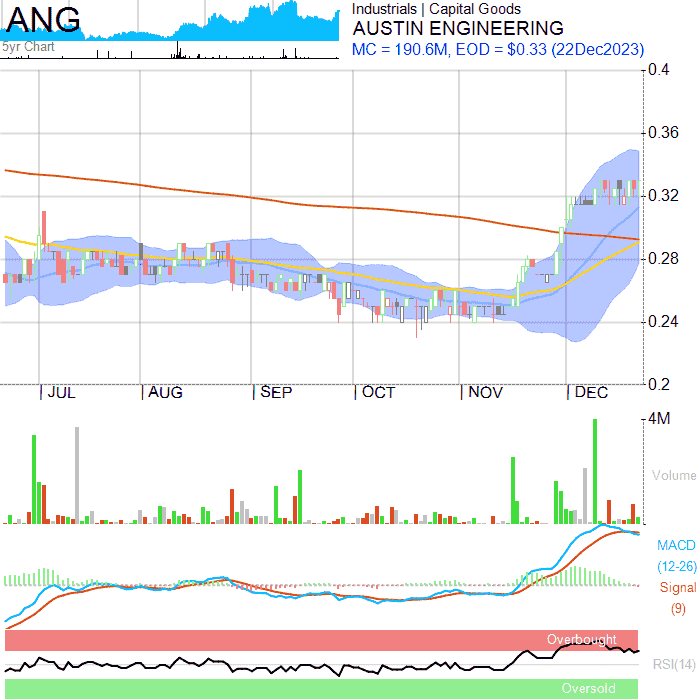 ANG
5yr Chart
Industrials | Capital Goods
AUSTIN ENGINEERING
MC = 190.6M, EOD = $0.33 (22Dec2023)
0.4
0.36
0.32
0.28
0.24
0.2
JUL AUG SEP OCT NOV DEC
4M
Volume
MACD
(12-26)
Signal
(9)
Overbought
RSI(14)
Oversold